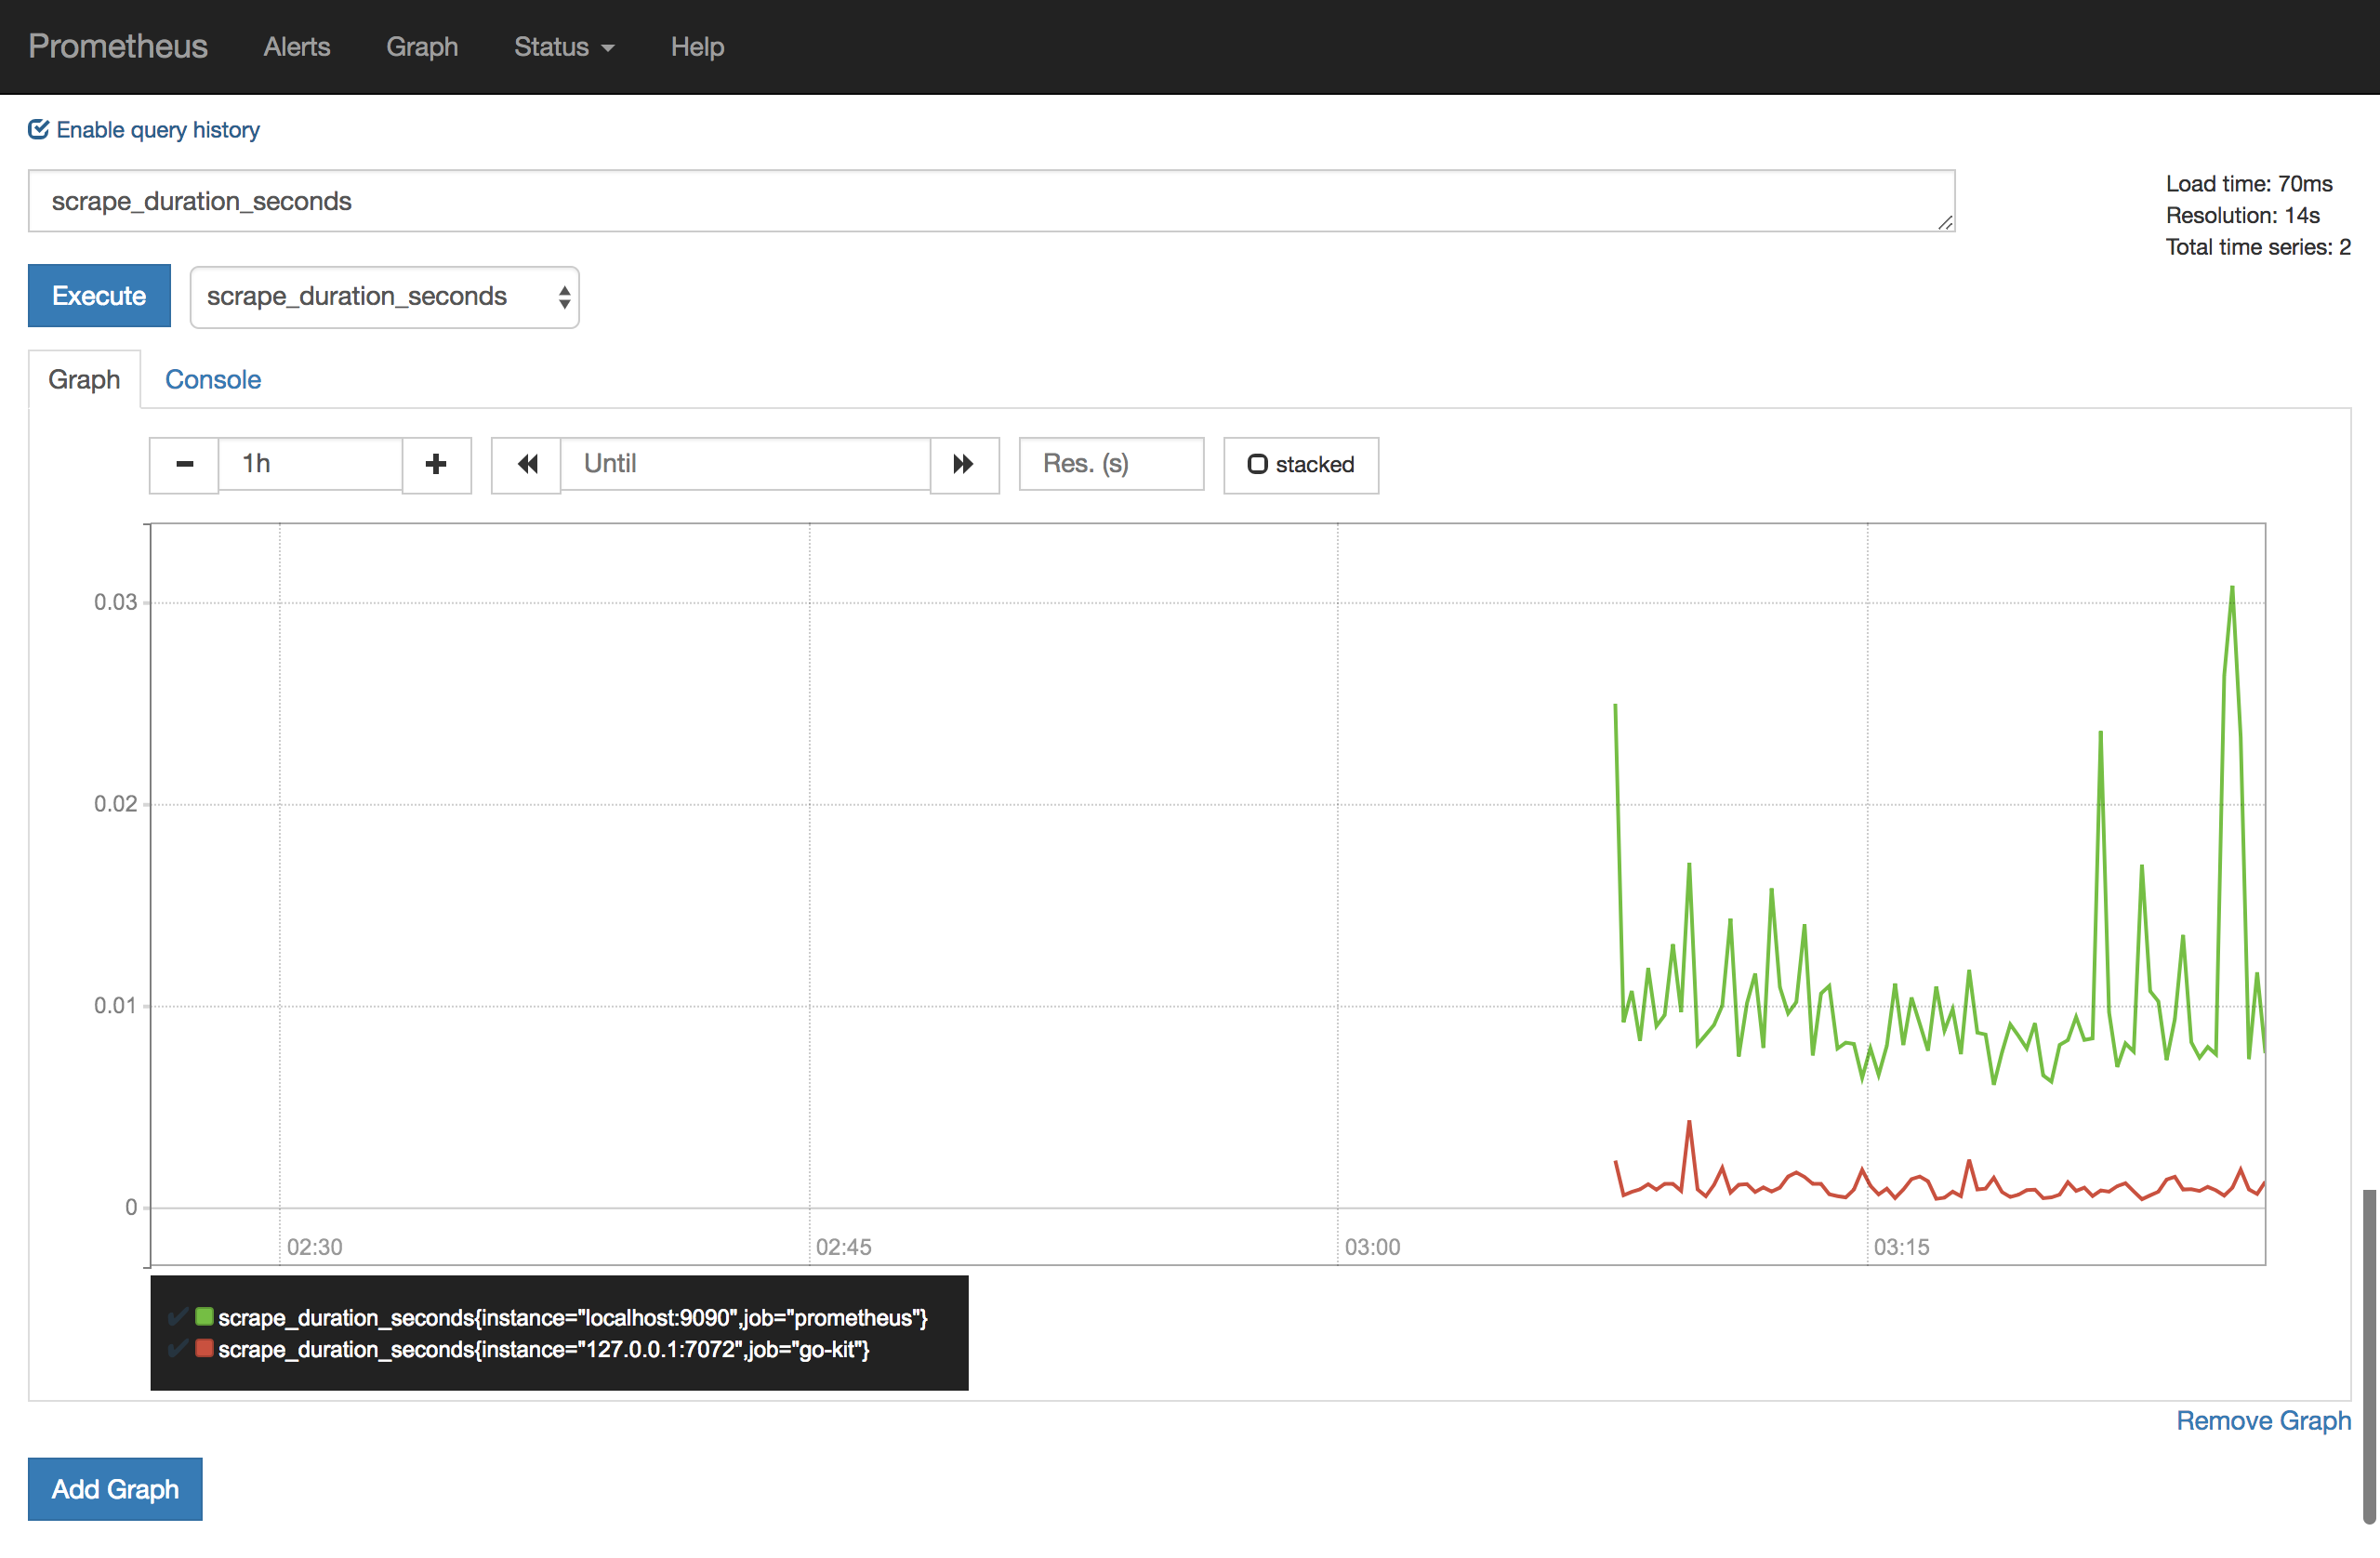 Prometheus Alerts Graph Status Help
Enable query history
scrape_duration_seconds
Load time: 70ms
Resolution: 14s
Total time series: 2
Execute scrape_duration_seconds
Graph Console
1h Until Res. (s) stacked
0.03
0.02
0.01
0
02:30 02:45 03:00 03:15
scrape_duration_seconds{instance="localhost:9090",job="prometheus"}
scrape_duration_seconds{instance="127.0.0.1:7072",job="go-kit"}
Remove Graph
Add Graph